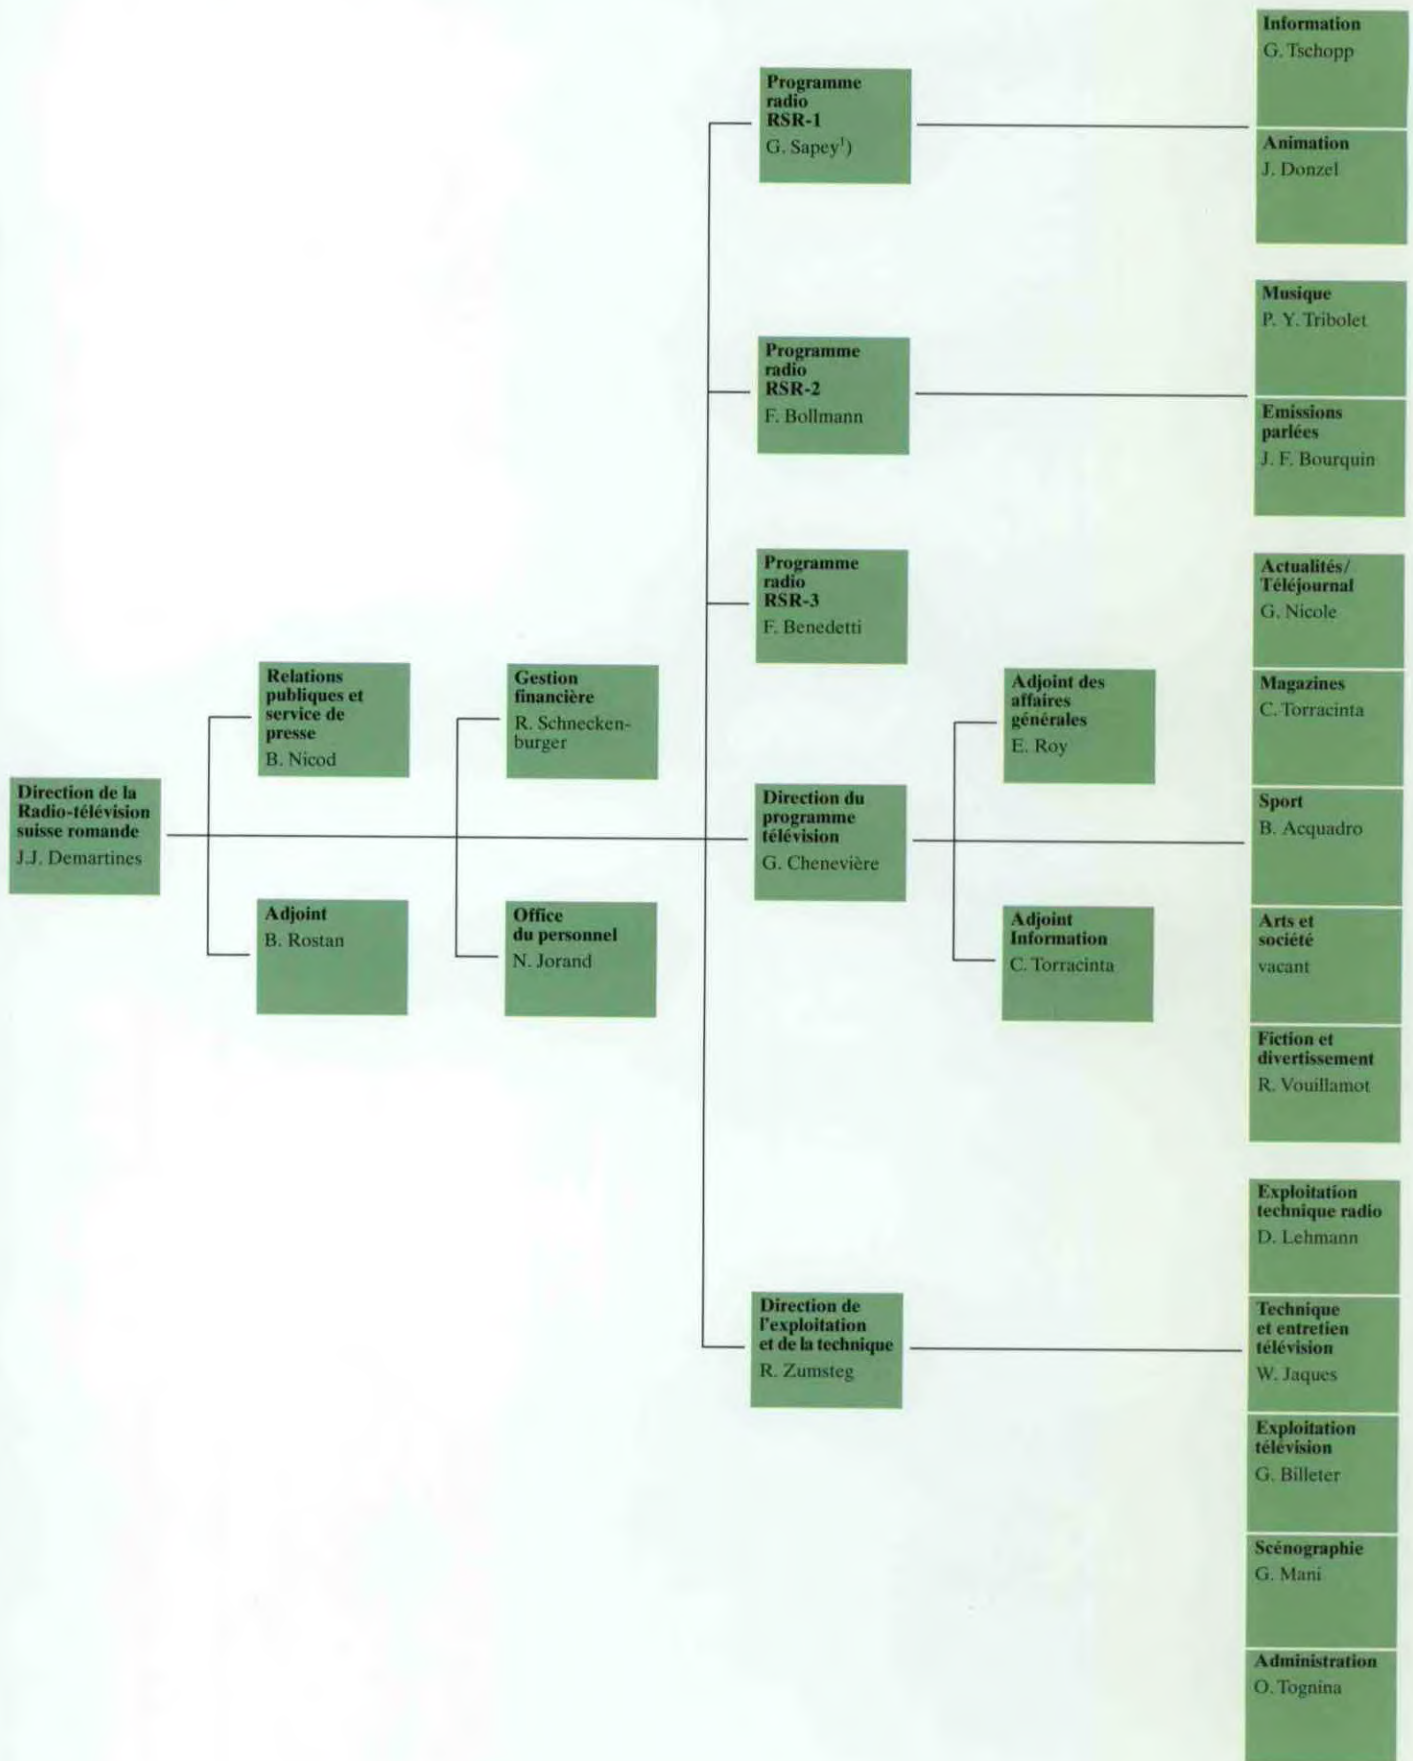 Direction de la
Radio-télévision
suisse romande
J.J. Demartines
Relations
publiques et
service de
presse
B. Nicod
Adjoint
B. Rostan
Gestion
financière
R. Schnecken-
burger
Office
du personnel
N. Jorand
Programme
radio
RSR-1
G. Sapey¹)
Programme
radio
RSR-2
F. Bollmann
Programme
radio
RSR-3
F. Benedetti
Direction du
programme
télévision
G. Chenevière
Direction de
l'exploitation
et de la technique
R. Zumsteg
Adjoint des
affaires
générales
E. Roy
Adjoint
Information
C. Torracinta
Information
G. Tschopp
Animation
J. Donzel
Musique
P. Y. Tribolet
Emissions
parlées
J. F. Bourquin
Actualités/
Téléjournal
G. Nicole
Magazines
C. Torracinta
Sport
B. Acquadro
Arts et
société
vacant
Fiction et
divertissement
R. Vouillamot
Exploitation
technique radio
D. Lehmann
Technique
et entretien
télévision
W. Jaques
Exploitation
télévision
G. Billeter
Scénographie
G. Mani
Administration
O. Tognina